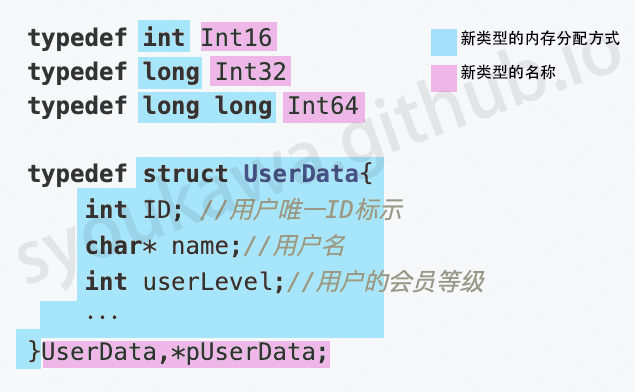 typedef int Int16
typedef long Int32
typedef long long Int64
新类型的内存分配方式
新类型的名称
typedef struct UserData{
int ID; //用户唯一ID标示
char* name;//用户名
int userLevel;//用户的会员等级
...
}UserData,*pUserData;
syoukawa.github.io